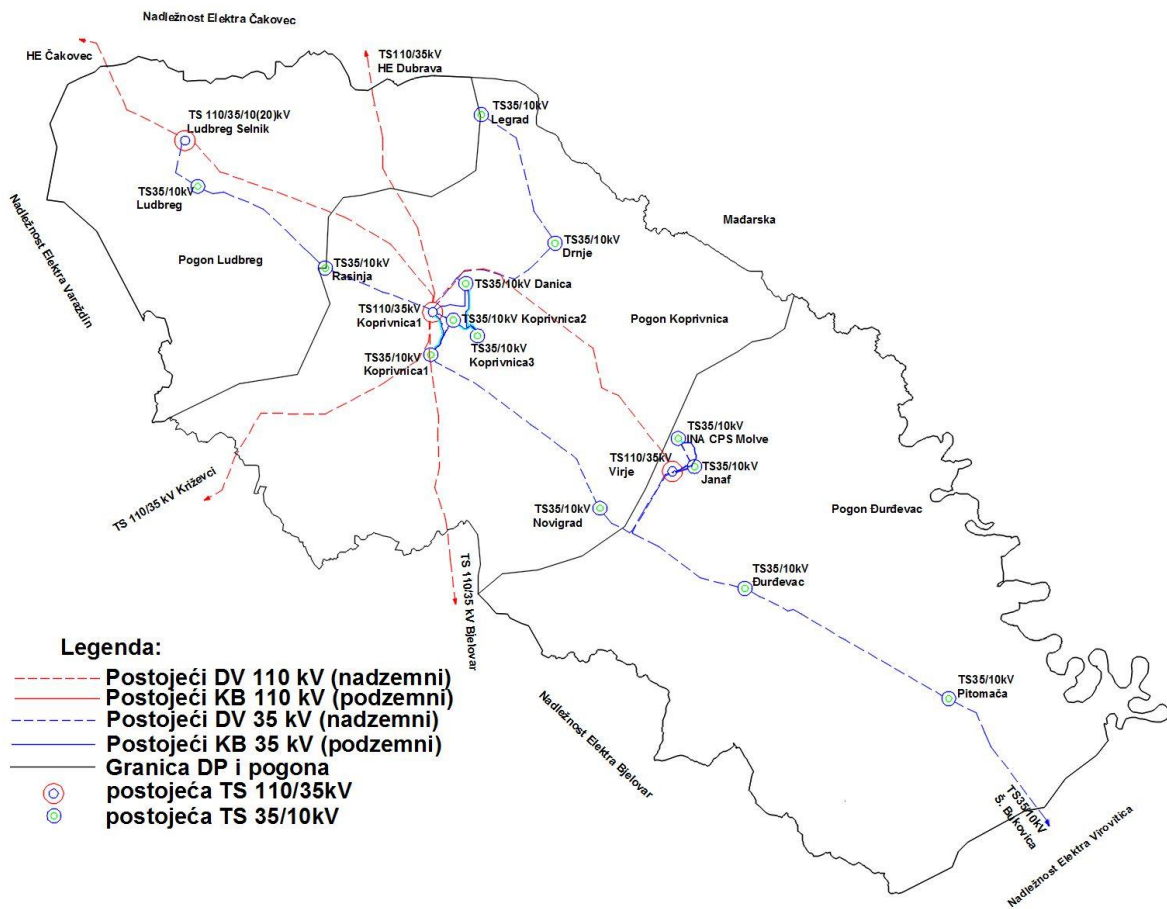 Nadležnost Elektra Čakovec
HE Čakovec
TS110/35kV
HE Dubrava
TS 110/35/10(20)kV
Ludbreg Selnik
TS35/10kV
Legrad
TS35/10kV
Ludbreg
Nadležnost Elektra Varaždin
Mađarska
TS35/10kV
Drnje
Pogon Ludbreg
TS35/10kV
Rasinja
TS35/10kV Danica
TS110/35kV
Koprivnica1
TS35/10kV Koprivnica2
Pogon Koprivnica
TS35/10kV
Koprivnica3
TS35/10kV
Koprivnica1
TS35/10kV
INA CPS Molve
TS110/35kV
Virje
TS35/10kV
Janaf
TS 110/35 kV Križevci
TS35/10kV
Novigrad
Pogon Đurđevac
TS35/10kV
Đurđevac
TS 110/35 kV Bjelovar
TS35/10kV
Pitomača
Nadležnost Elektra Bjelovar
TS35/10kV
Š. Bukovica
Nadležnost Elektra Virovitica
Legenda:
Postojeći DV 110 kV (nadzemni)
Postojeći KB 110 kV (podzemni)
Postojeći DV 35 kV (nadzemni)
Postojeći KB 35 kV (podzemni)
Granica DP i pogona
postojeća TS 110/35kV
postojeća TS 35/10kV